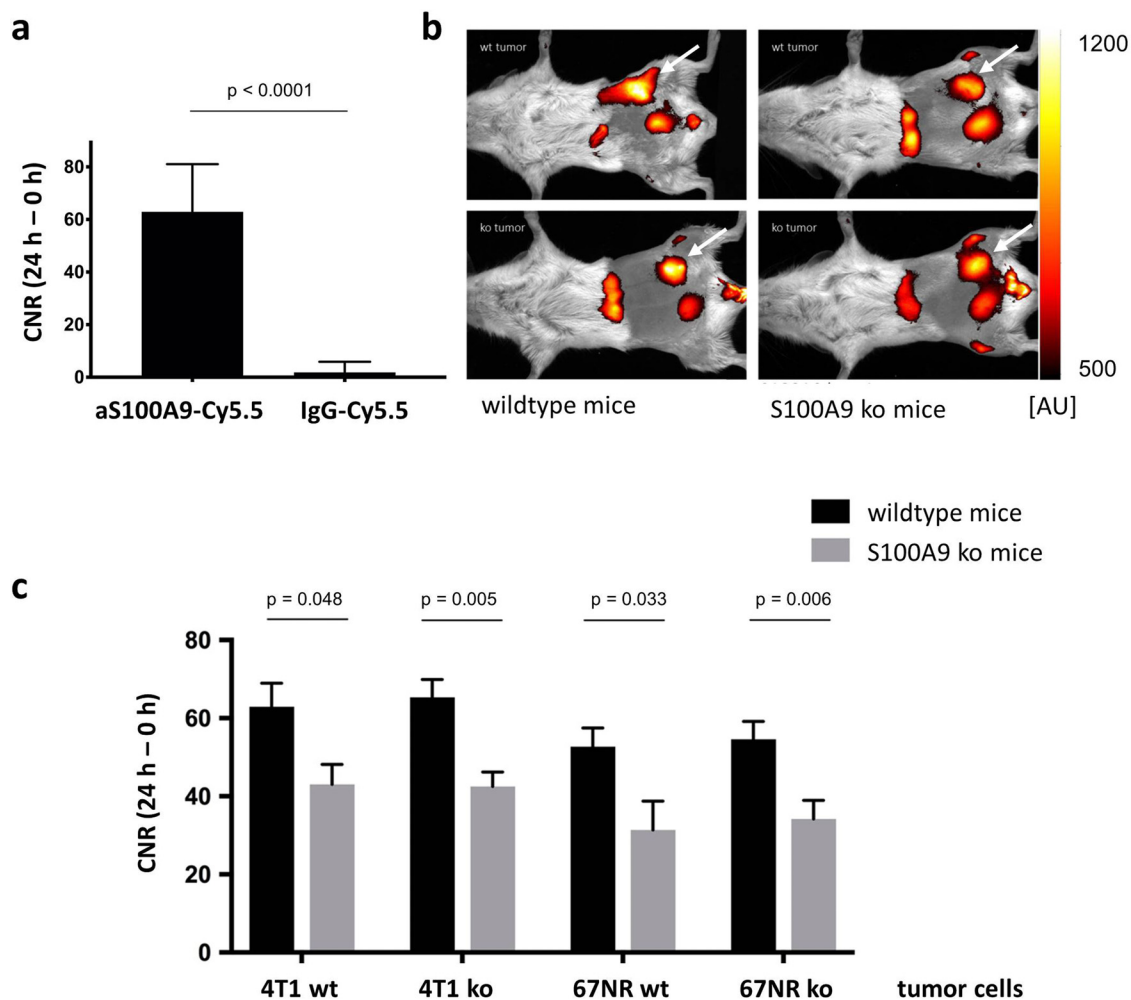 a
p < 0.0001
CNR (24 h – 0 h)
80
60
40
20
0
aS100A9-Cy5.5
IgG-Cy5.5
b
wt tumor
wt tumor
ko tumor
ko tumor
1200
500
wildtype mice
S100A9 ko mice
[AU]
wildtype mice
S100A9 ko mice
c
p = 0.048
p = 0.005
p = 0.033
p = 0.006
CNR (24 h – 0 h)
80
60
40
20
0
4T1 wt
4T1 ko
67NR wt
67NR ko
tumor cells